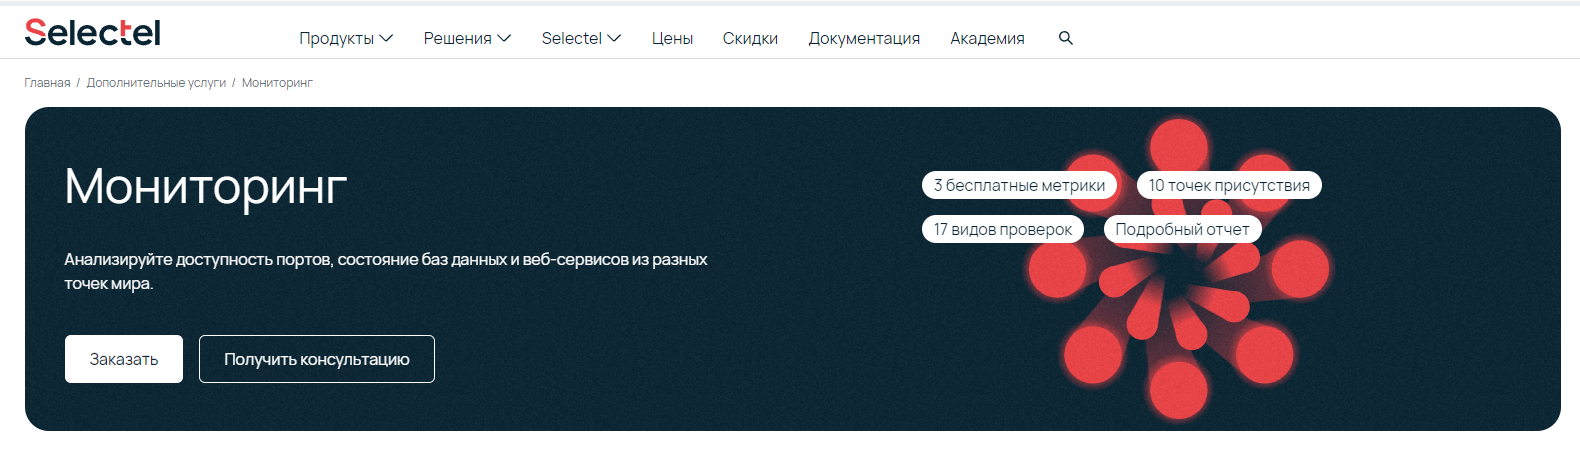 Selectel
Продукты Решения Selectel Цены Скидки Документация Академия
Главная / Дополнительные услуги / Мониторинг
Мониторинг
Анализируйте доступность портов, состояние баз данных и веб-сервисов из разных
точек мира.
Заказать Получить консультацию
3 бесплатные метрики 10 точек присутствия
17 видов проверок Подробный отчет